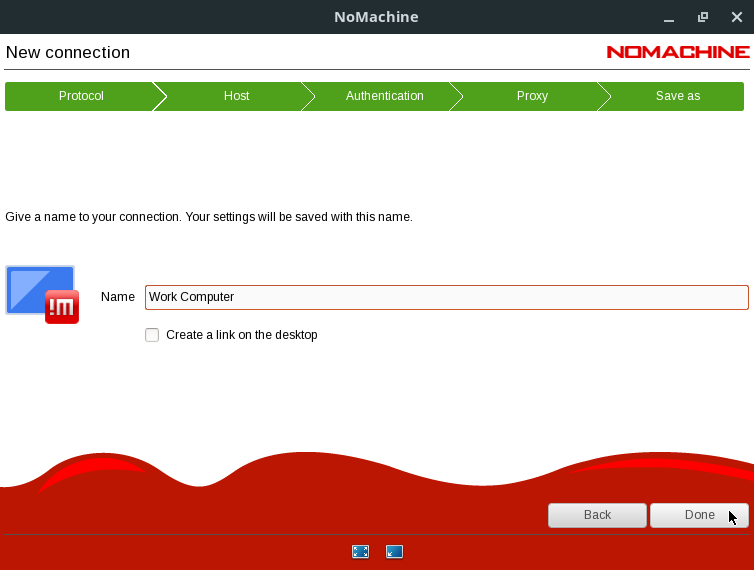 NoMachine
New connection
NOMACHINE
Protocol
Host
Authentication
Proxy
Save as
Give a name to your connection. Your settings will be saved with this name.
!M
Name
Work Computer
Create a link on the desktop
Back
Done